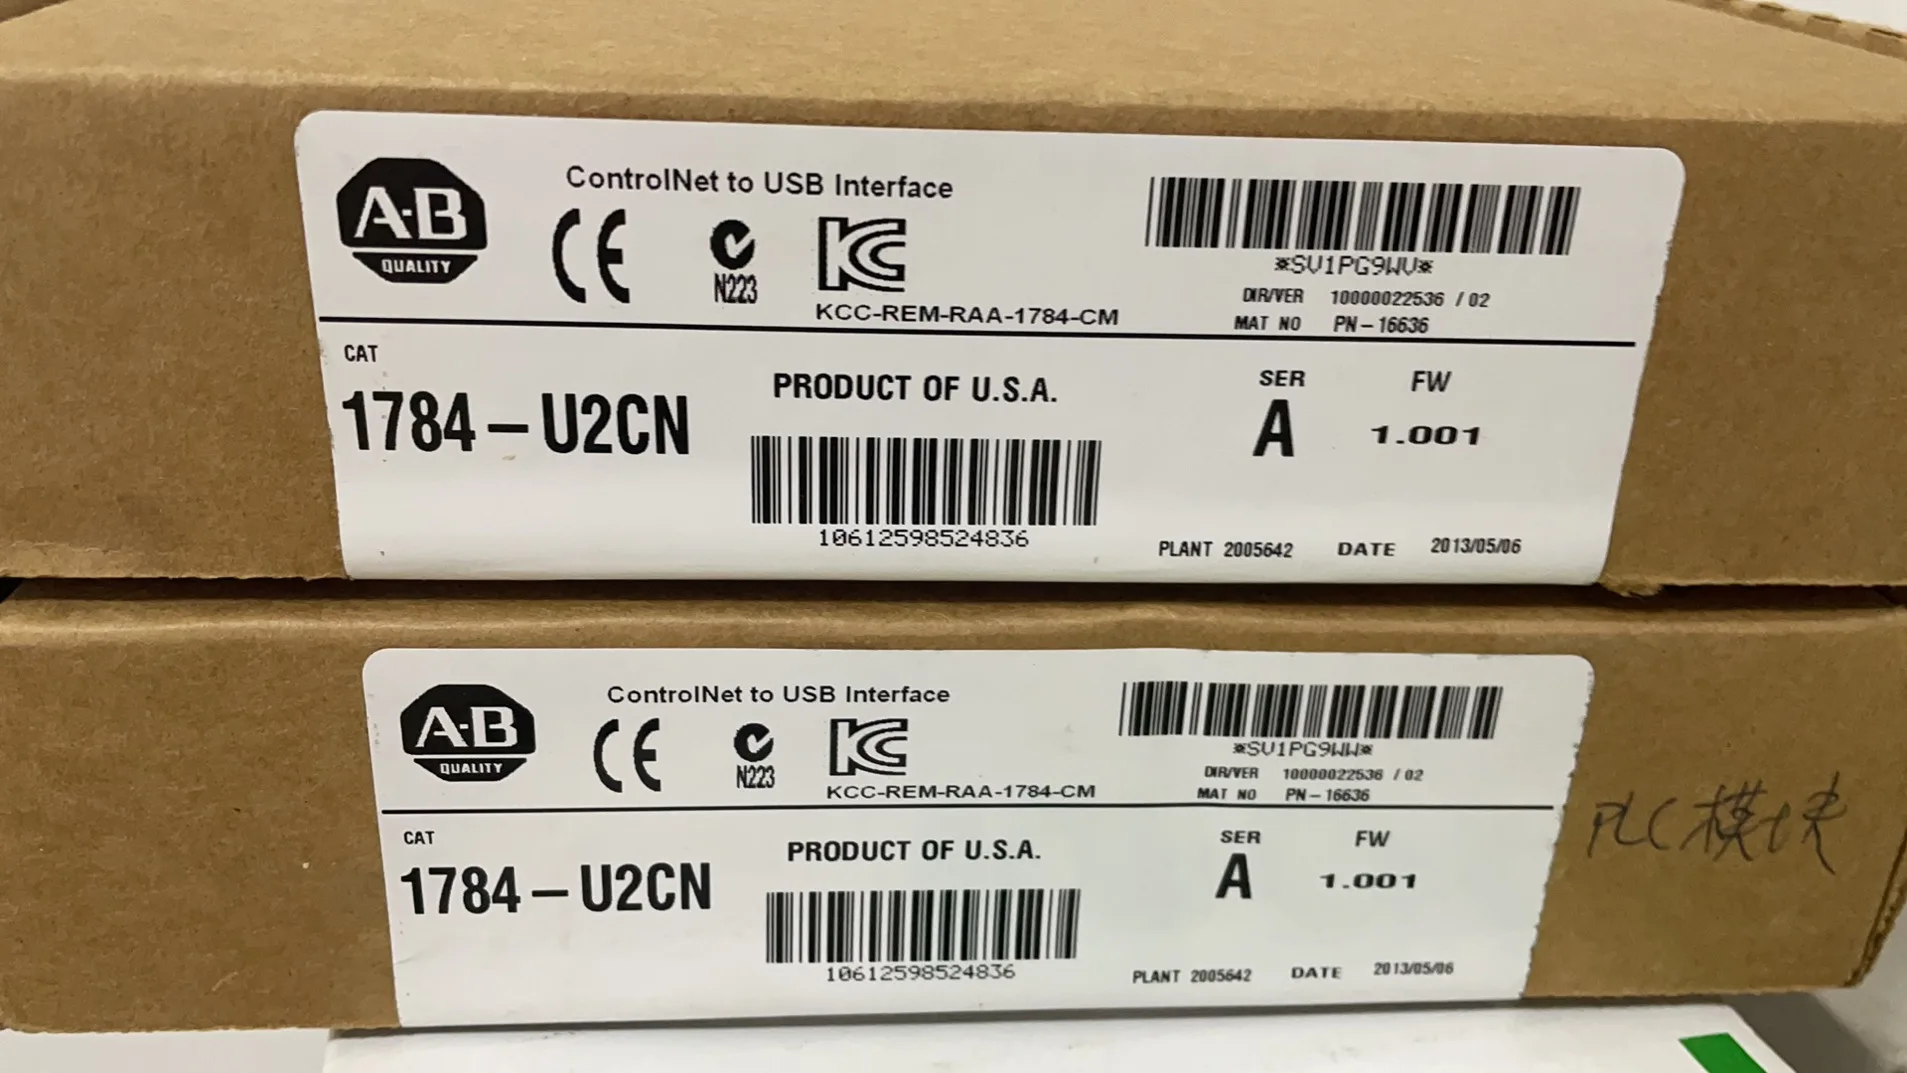 A-B
QUALITY
ControlNet to USB Interface
CE
N223
KC
KCC-REM-RAA-1784-CM
*SV1PG9WV*
DIR/VER 10000022536 / 02
MAT NO PN-16636
CAT
1784-U2CN
PRODUCT OF U.S.A.
10612598524836
SER
A
FW
1.001
PLANT 2005642 DATE 2013/05/06
A-B
QUALITY
ControlNet to USB Interface
CE
N223
KC
KCC-REM-RAA-1784-CM
*SV1PG9WW*
DIR/VER 10000022536 / 02
MAT NO PN-16636
CAT
1784-U2CN
PRODUCT OF U.S.A.
10612598524836
SER
A
FW
1.001
PLANT 2005642 DATE 2013/05/06
PLC模块